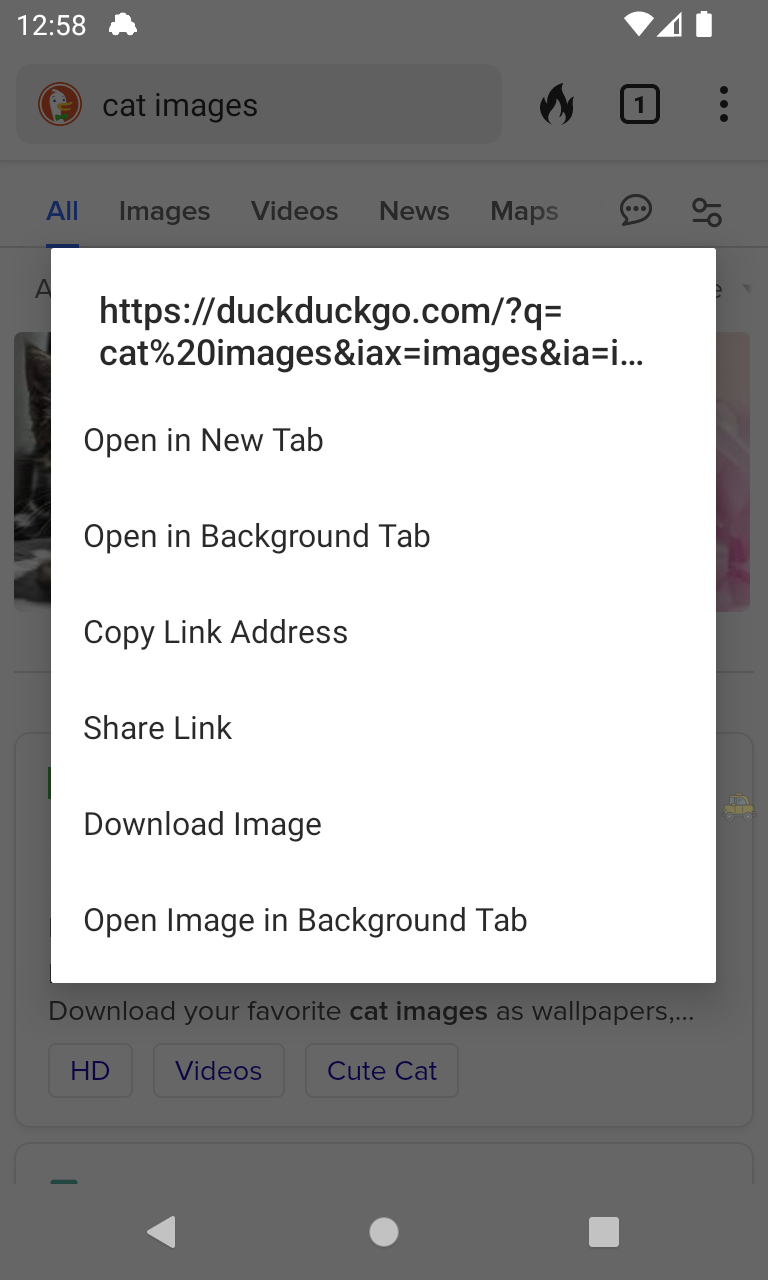 12:58
cat images
1
All Images Videos News Maps
https://duckduckgo.com/?q=
cat%20images&iax=images&ia=i…
Open in New Tab
Open in Background Tab
Copy Link Address
Share Link
Download Image
Open Image in Background Tab
Download your favorite cat images as wallpapers,...
HD Videos Cute Cat